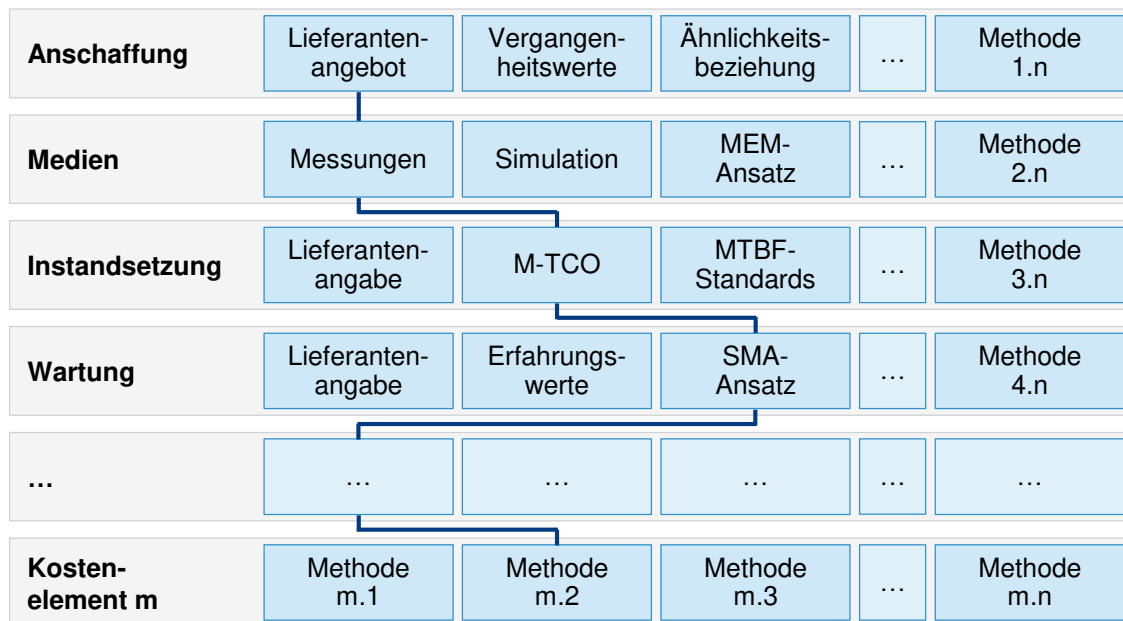 Anschaffung
Lieferanten-
angebot
Vergangen-
heitswerte
Ähnlichkeits-
beziehung
…
Methode
1.n
Medien
Messungen
Simulation
MEM-
Ansatz
…
Methode
2.n
Instandsetzung
Lieferanten-
angabe
M-TCO
MTBF-
Standards
…
Methode
3.n
Wartung
Lieferanten-
angabe
Erfahrungs-
werte
SMA-
Ansatz
…
Methode
4.n
…
…
…
…
…
…
Kosten-
element m
Methode
m.1
Methode
m.2
Methode
m.3
…
Methode
m.n